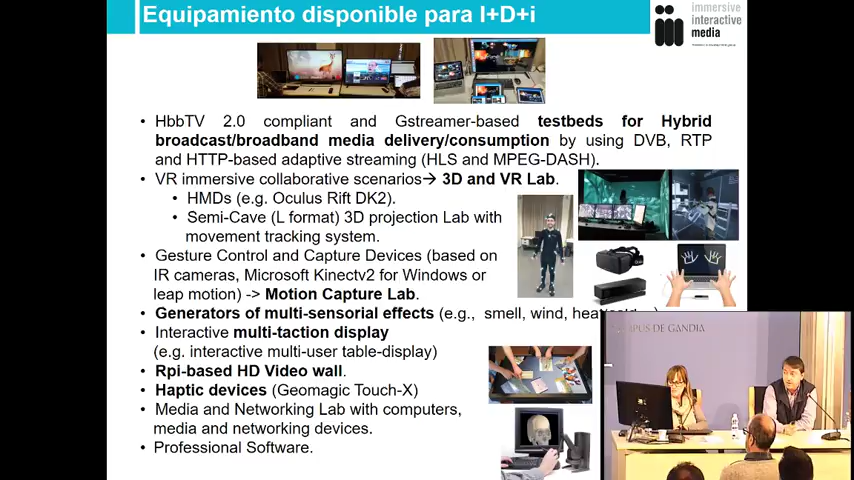 Equipamiento disponible para I+D+i
immersive
interactive
media
• HbbTV 2.0 compliant and Gstreamer-based testbeds for Hybrid
broadcast/broadband media delivery/consumption by using DVB, RTP
and HTTP-based adaptive streaming (HLS and MPEG-DASH).
• VR immersive collaborative scenarios→ 3D and VR Lab.
• HMDs (e.g. Oculus Rift DK2).
• Semi-Cave (L format) 3D projection Lab with
movement tracking system.
• Gesture Control and Capture Devices (based on
IR cameras, Microsoft Kinectv2 for Windows or
leap motion) -> Motion Capture Lab.
• Generators of multi-sensorial effects (e.g., smell, wind,
• Interactive multi-taction display
(e.g. interactive multi-user table-display)
• Rpi-based HD Video wall.
• Haptic devices (Geomagic Touch-X)
• Media and Networking Lab with computers,
media and networking devices.
• Professional Software.
DE GANDIA